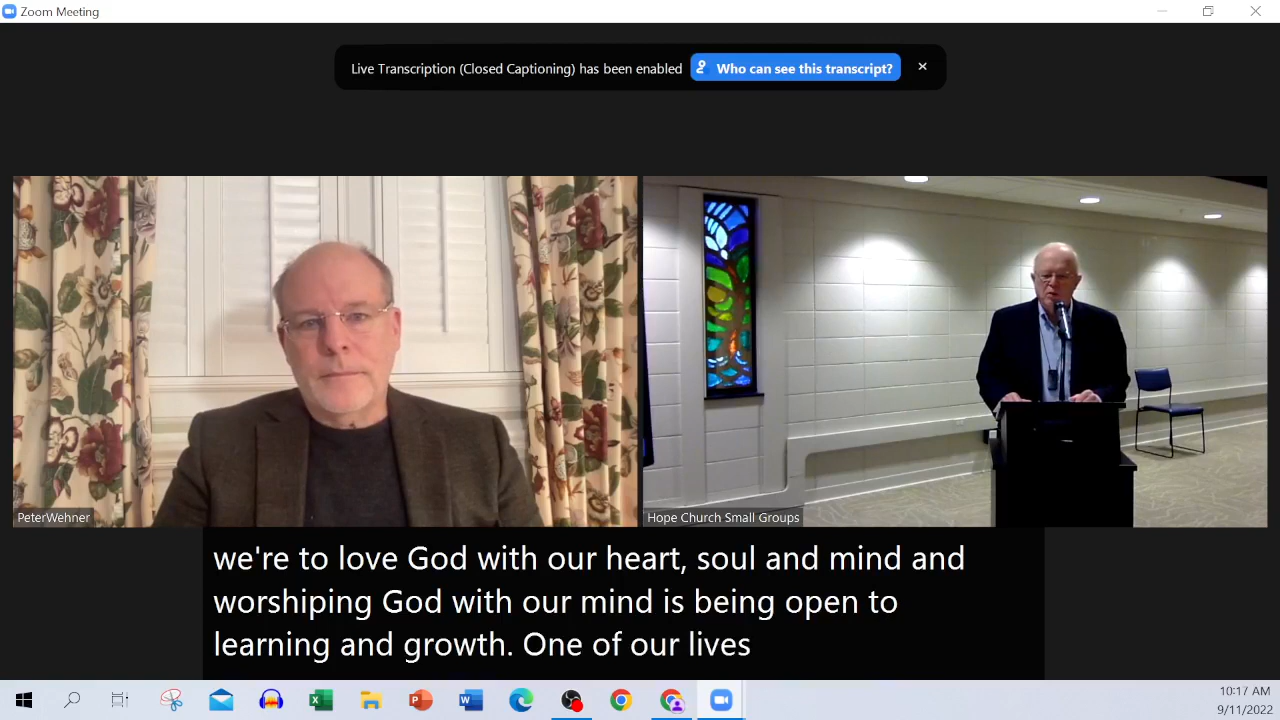 Zoom Meeting
Live Transcription (Closed Captioning) has been enabled
Who can see this transcript?
PeterWehner
Hope Church Small Groups
we're to love God with our heart, soul and mind and
worshiping God with our mind is being open to
learning and growth. One of our lives
10:17 AM
9/11/2022